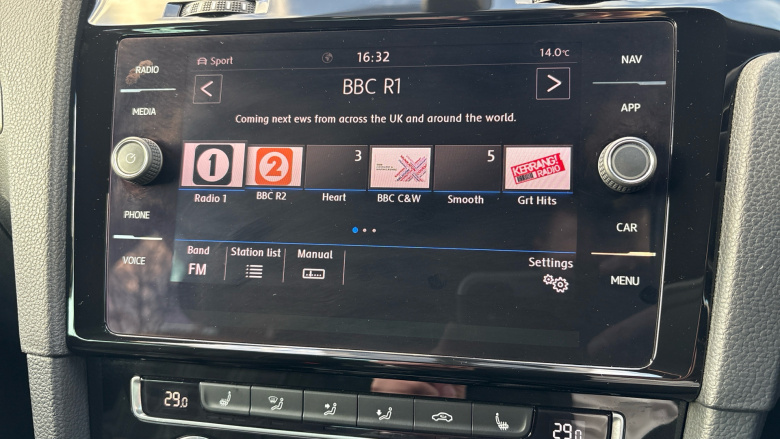 RADIO
MEDIA
PHONE
VOICE
Sport 16:32 14.0°C
< BBC R1 >
Coming next ews from across the UK and around the world.
1 2 3 5 KERRANG! RADIO
Radio 1 BBC R2 Heart BBC C&W Smooth Grt Hits
Band Station list Manual
FM
Settings
NAV
APP
CAR
MENU
29.0 29.0